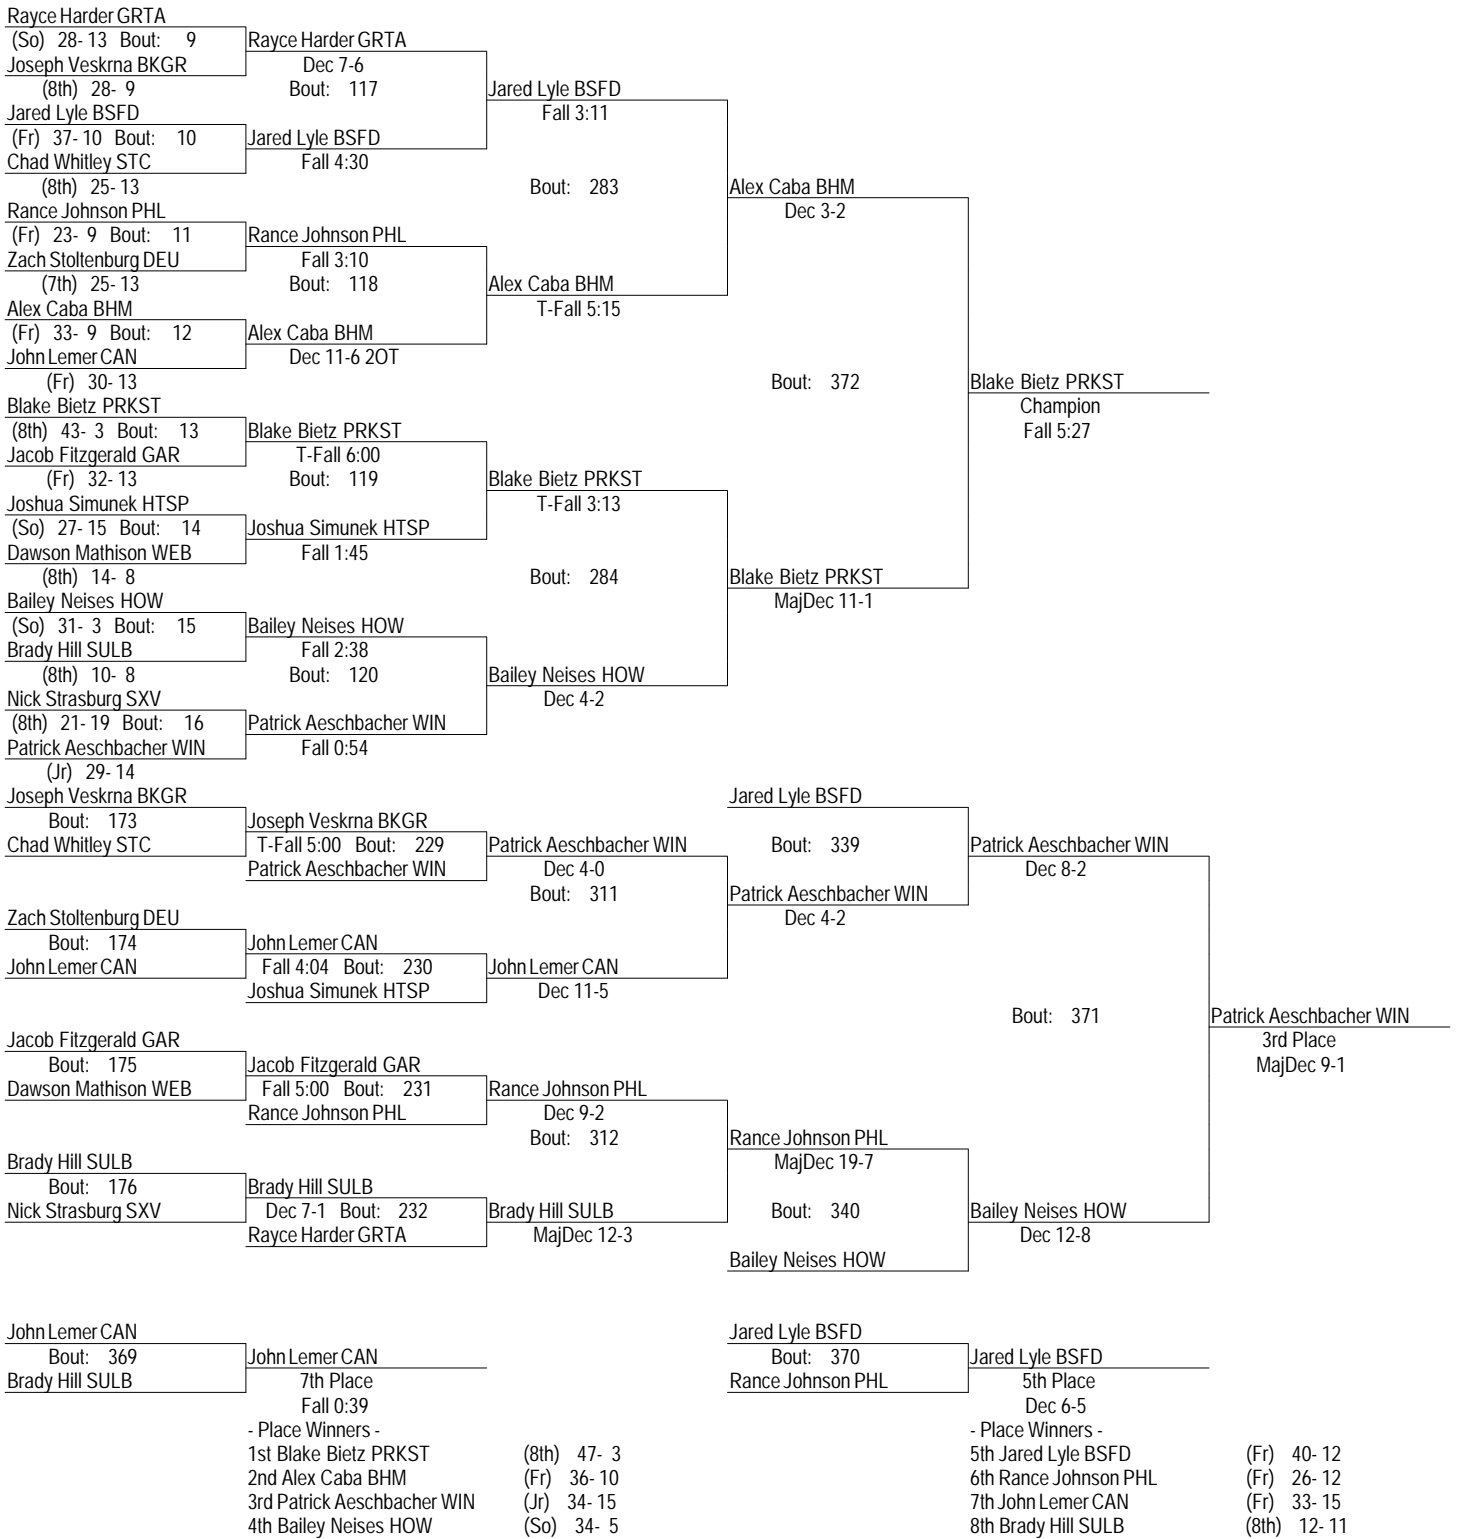 Rayce Harder GRTA
(So) 28- 13 Bout: 9 Rayce Harder GRTA
Joseph Veskrna BKGR Dec 7-6
(8th) 28- 9 Bout: 117 Jared Lyle BSFD
Jared Lyle BSFD Fall 3:11
(Fr) 37- 10 Bout: 10 Jared Lyle BSFD
Chad Whitley STC Fall 4:30
(8th) 25- 13 Bout: 283 Alex Caba BHM
Rance Johnson PHL Dec 3-2
(Fr) 23- 9 Bout: 11 Rance Johnson PHL
Zach Stoltenburg DEU Fall 3:10
(7th) 25- 13 Bout: 118 Alex Caba BHM
Alex Caba BHM T-Fall 5:15
(Fr) 33- 9 Bout: 12 Alex Caba BHM
John Lemer CAN Dec 11-6 2OT
(Fr) 30- 13 Bout: 372 Blake Bietz PRKST
Blake Bietz PRKST Champion
(8th) 43- 3 Bout: 13 Blake Bietz PRKST Fall 5:27
Jacob Fitzgerald GAR T-Fall 6:00
(Fr) 32- 13 Bout: 119 Blake Bietz PRKST
Joshua Simunek HTSP T-Fall 3:13
(So) 27- 15 Bout: 14 Joshua Simunek HTSP
Dawson Mathison WEB Fall 1:45
(8th) 14- 8 Bout: 284 Blake Bietz PRKST
Bailey Neises HOW MajDec 11-1
(So) 31- 3 Bout: 15 Bailey Neises HOW
Brady Hill SULB Fall 2:38
(8th) 10- 8 Bout: 120 Bailey Neises HOW
Nick Strasburg SXV Dec 4-2
(8th) 21- 19 Bout: 16 Patrick Aeschbacher WIN
Patrick Aeschbacher WIN Fall 0:54
(Jr) 29- 14
Joseph Veskrna BKGR Jared Lyle BSFD
Bout: 173 Joseph Veskrna BKGR
Chad Whitley STC T-Fall 5:00 Bout: 229 Patrick Aeschbacher WIN Bout: 339 Patrick Aeschbacher WIN
Patrick Aeschbacher WIN Dec 4-0 Dec 8-2
Bout: 311 Patrick Aeschbacher WIN
Zach Stoltenburg DEU Dec 4-2
Bout: 174 John Lemer CAN
John Lemer CAN Fall 4:04 Bout: 230 John Lemer CAN
Joshua Simunek HTSP Dec 11-5
Bout: 371 Patrick Aeschbacher WIN
Jacob Fitzgerald GAR 3rd Place
Bout: 175 Jacob Fitzgerald GAR MajDec 9-1
Dawson Mathison WEB Fall 5:00 Bout: 231 Rance Johnson PHL
Rance Johnson PHL Dec 9-2
Bout: 312 Rance Johnson PHL
Brady Hill SULB MajDec 19-7
Bout: 176 Brady Hill SULB
Nick Strasburg SXV Dec 7-1 Bout: 232 Brady Hill SULB Bout: 340 Bailey Neises HOW
Rayce Harder GRTA MajDec 12-3 Dec 12-8
Bailey Neises HOW
John Lemer CAN Jared Lyle BSFD
Bout: 369 John Lemer CAN Bout: 370 Jared Lyle BSFD
Brady Hill SULB 7th Place Rance Johnson PHL 5th Place
Fall 0:39 Dec 6-5
- Place Winners - - Place Winners -
1st Blake Bietz PRKST (8th) 47- 3 5th Jared Lyle BSFD (Fr) 40- 12
2nd Alex Caba BHM (Fr) 36- 10 6th Rance Johnson PHL (Fr) 26- 12
3rd Patrick Aeschbacher WIN (Jr) 34- 15 7th John Lemer CAN (Fr) 33- 15
4th Bailey Neises HOW (So) 34- 5 8th Brady Hill SULB (8th) 12- 11